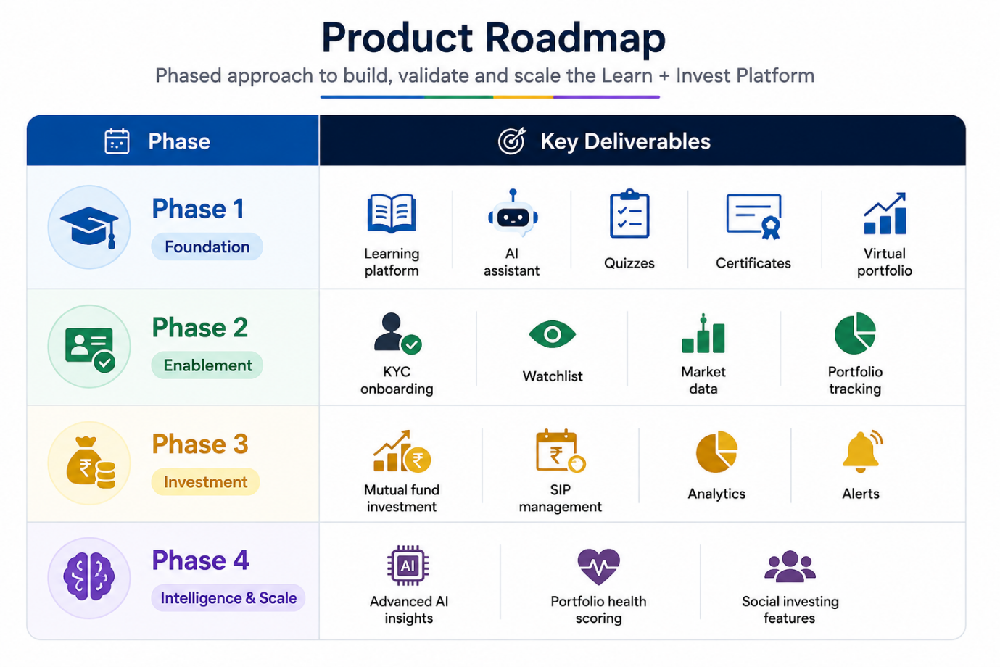 Product Roadmap
Phased approach to build, validate and scale the Learn + Invest Platform
Phase
Key Deliverables
Phase 1
Foundation
Learning
platform
AI
assistant
Quizzes
Certificates
Virtual
portfolio
Phase 2
Enablement
KYC
onboarding
Watchlist
Market
data
Portfolio
tracking
₹
Phase 3
Investment
₹
Mutual fund
investment
₹
SIP
management
Analytics
Alerts
Phase 4
Intelligence & Scale
AI
Advanced AI
insights
Portfolio health
scoring
Social investing
features